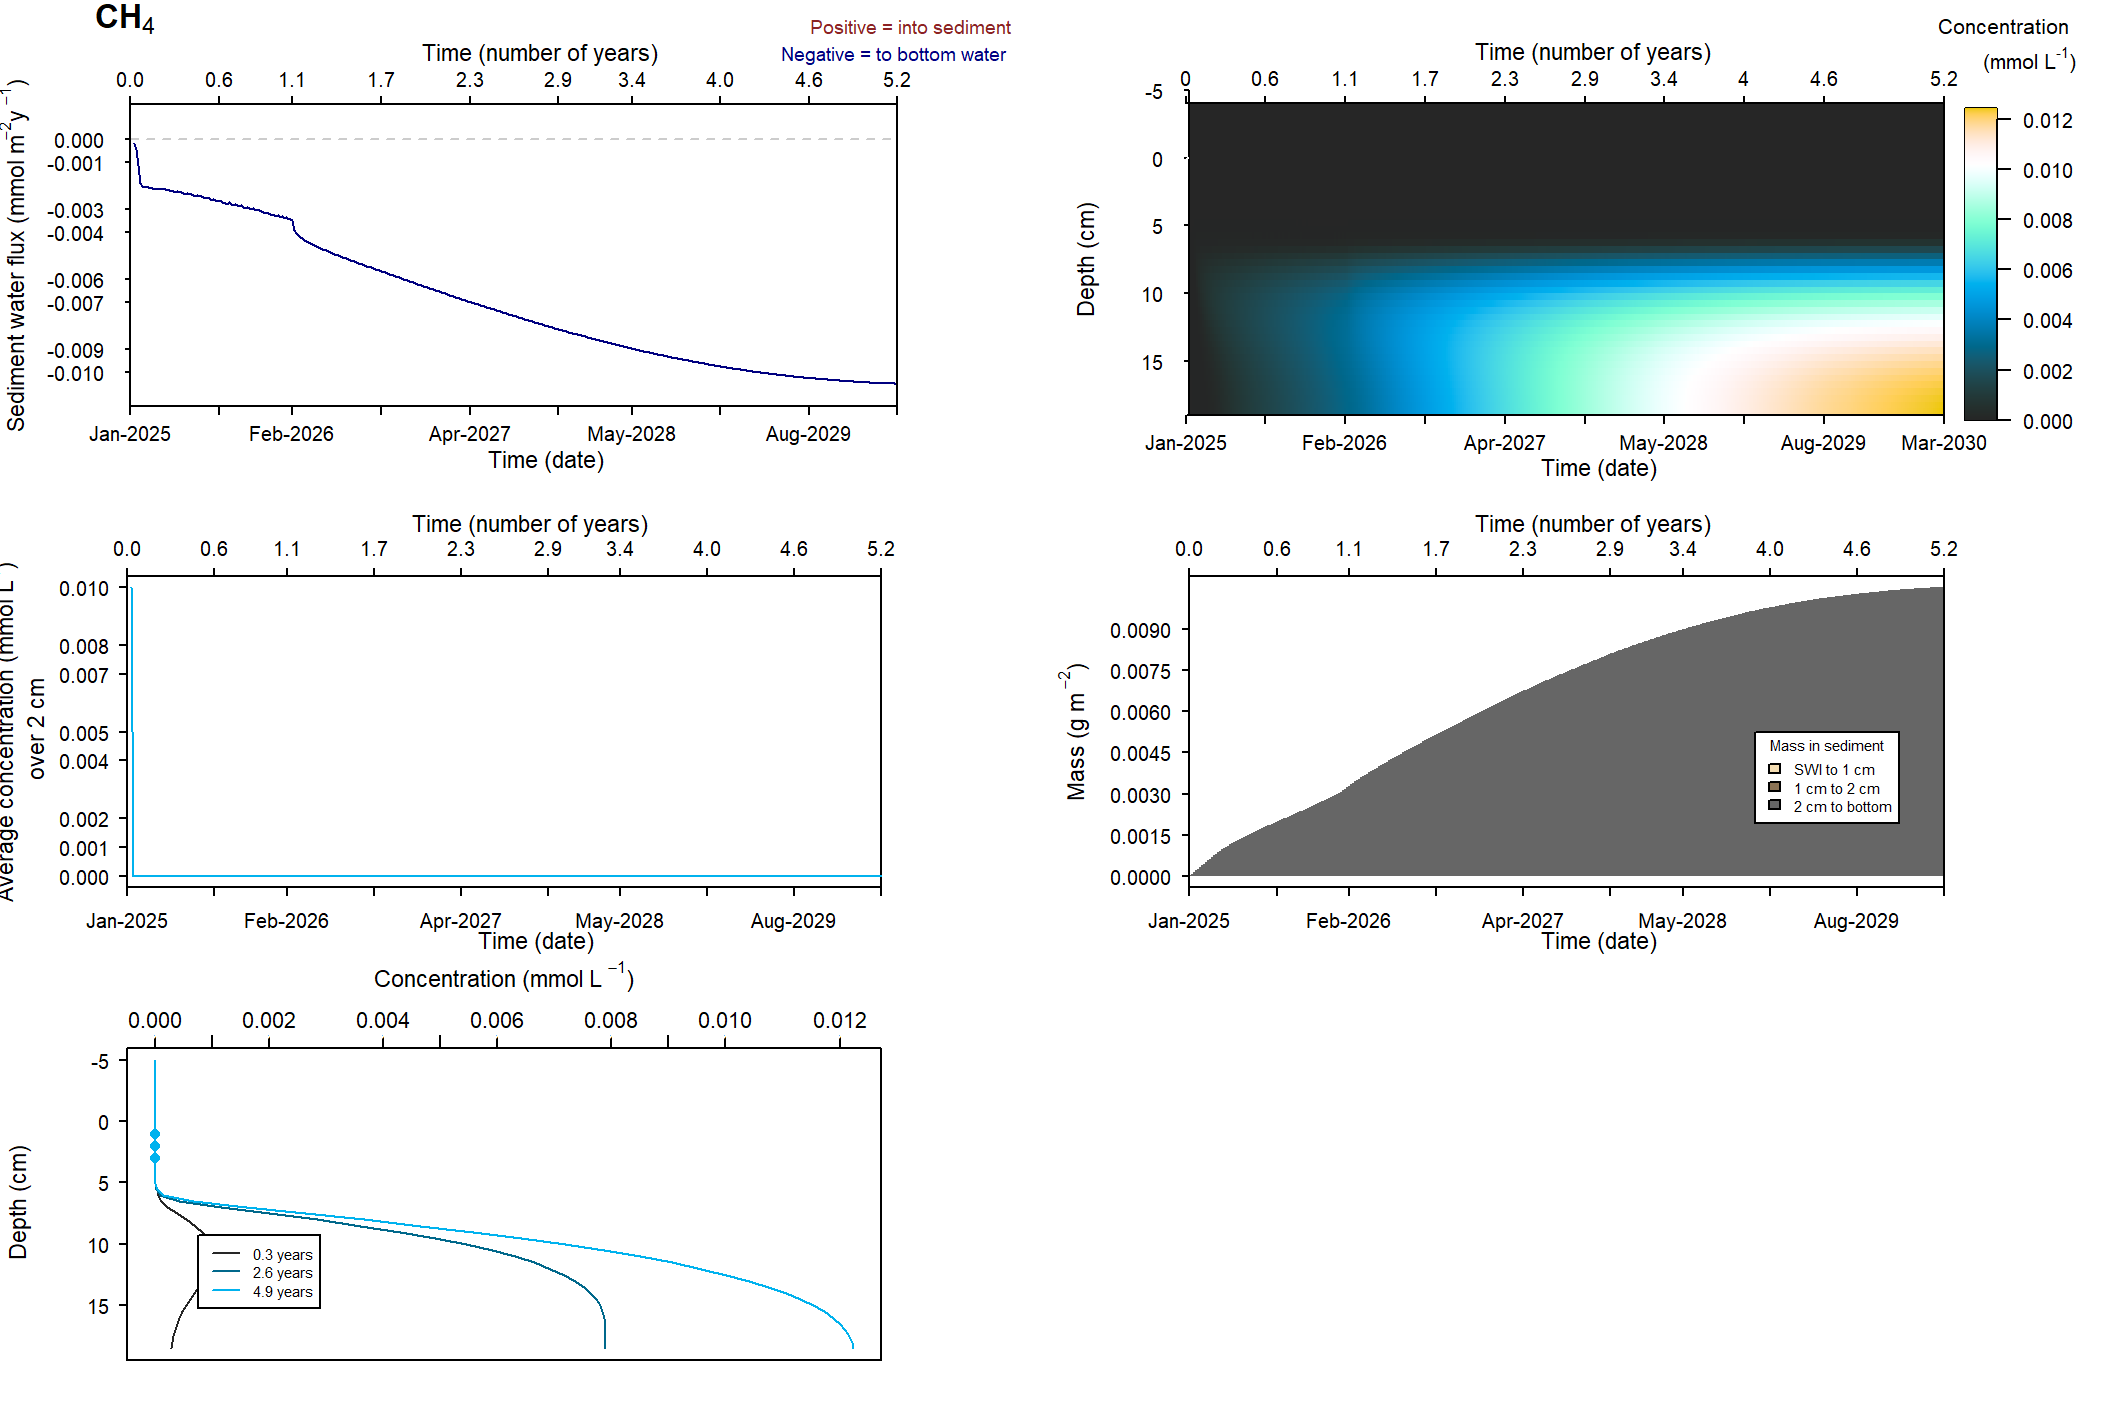 CH4
Positive = into sediment
Negative = to bottom water
Time (number of years)
0.0 0.6 1.1 1.7 2.3 2.9 3.4 4.0 4.6 5.2
Sediment water flux (mmol m−2y−1)
0.000
-0.001
-0.003
-0.004
-0.006
-0.007
-0.009
-0.010
Jan-2025 Feb-2026 Apr-2027 May-2028 Aug-2029
Time (date)
Time (number of years)
0 0.6 1.1 1.7 2.3 2.9 3.4 4 4.6 5.2
Concentration
(mmol L-1)
Depth (cm)
-5
0
5
10
15
0.012
0.010
0.008
0.006
0.004
0.002
0.000
Jan-2025 Feb-2026 Apr-2027 May-2028 Aug-2029 Mar-2030
Time (date)
Time (number of years)
0.0 0.6 1.1 1.7 2.3 2.9 3.4 4.0 4.6 5.2
Average concentration (mmol L )
over 2 cm
0.010
0.008
0.007
0.005
0.004
0.002
0.001
0.000
Jan-2025 Feb-2026 Apr-2027 May-2028 Aug-2029
Time (date)
Time (number of years)
0.0 0.6 1.1 1.7 2.3 2.9 3.4 4.0 4.6 5.2
Mass (g m−2)
0.0090
0.0075
0.0060
0.0045
0.0030
0.0015
0.0000
Mass in sediment
SWI to 1 cm
1 cm to 2 cm
2 cm to bottom
Jan-2025 Feb-2026 Apr-2027 May-2028 Aug-2029
Time (date)
Concentration (mmol L−1)
0.000 0.002 0.004 0.006 0.008 0.010 0.012
Depth (cm)
-5
0
5
10
15
0.3 years
2.6 years
4.9 years